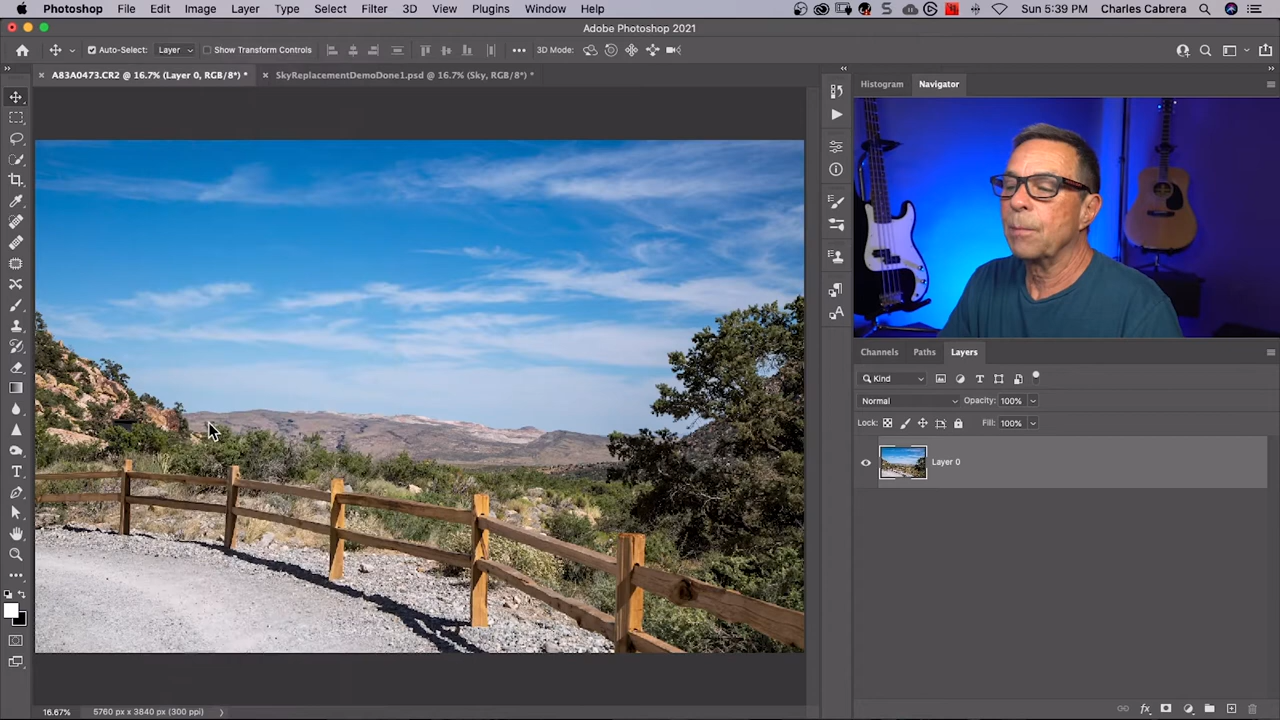 Photoshop File Edit Image Layer Type Select Filter 3D View Plugins Window Help Sun 5:39 PM Charles Cabrera
Adobe Photoshop 2021
Auto-Select: Layer Show Transform Controls 3D Mode:
A83A0473.CR2 @ 16.7% (Layer 0, RGB/8*) * SkyReplacementDemoDone1.psd @ 16.7% (Sky, RGB/8*) *
Histogram Navigator
Channels Paths Layers
Kind
Normal Opacity: 100%
Lock: Fill: 100%
Layer 0
16.67% 5760 px x 3840 px (300 ppi)